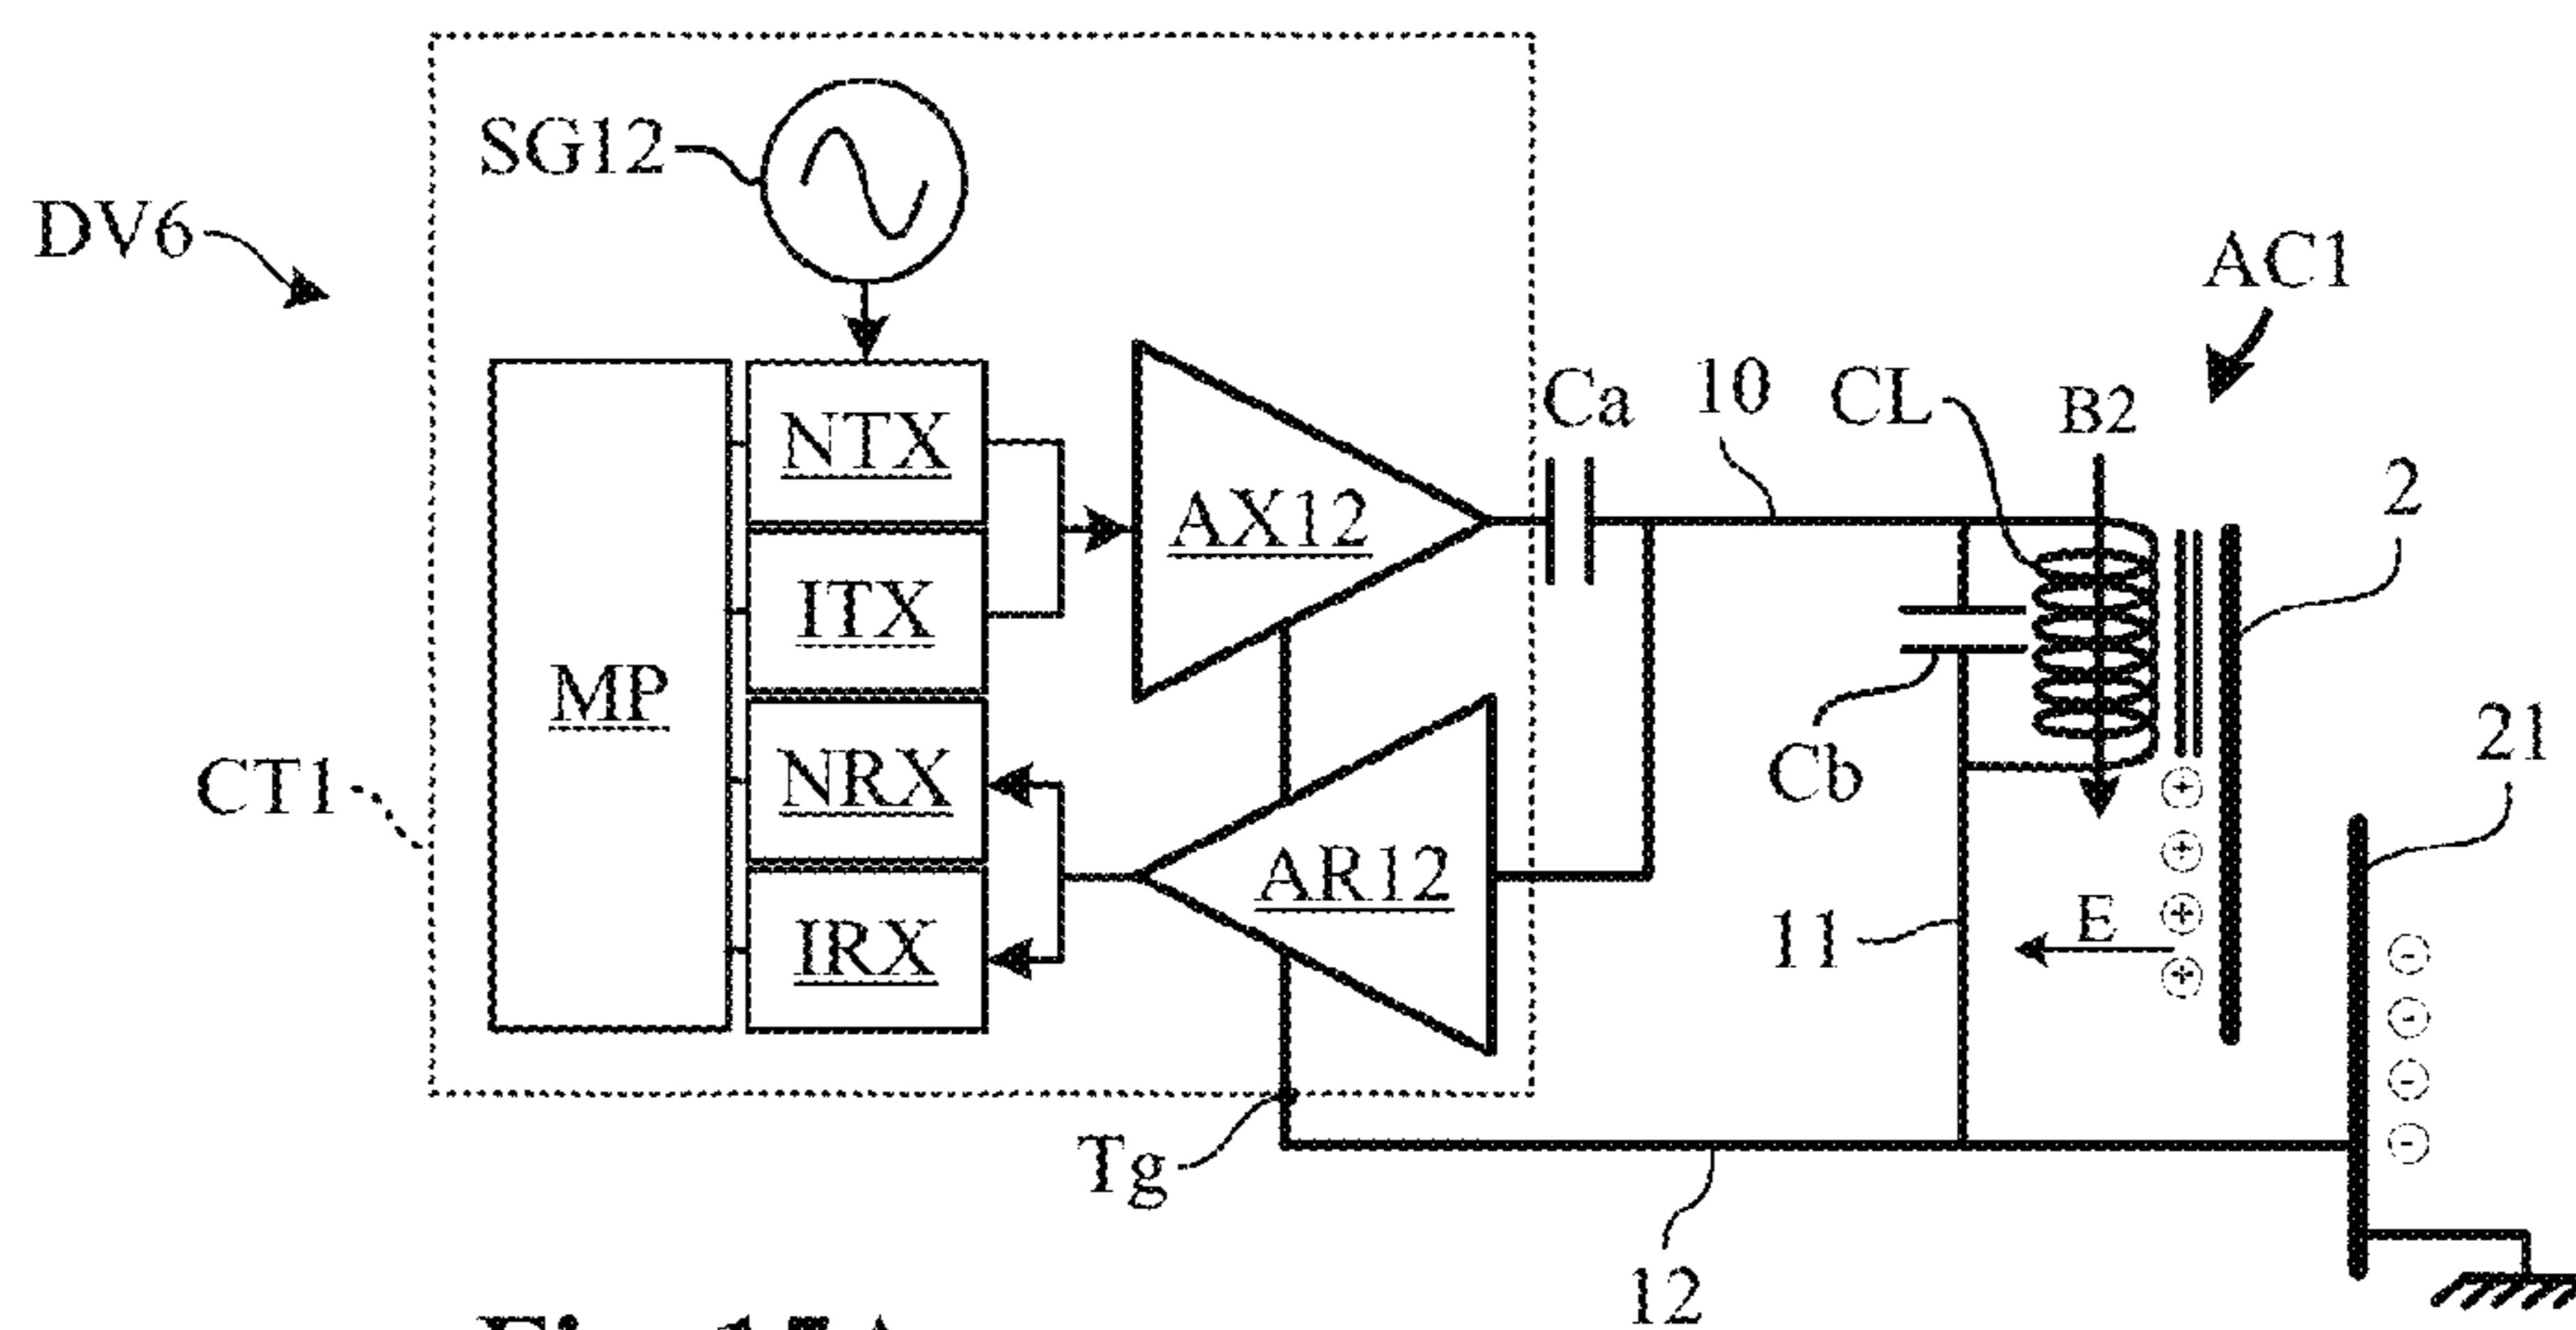 SG12
DV6
AC1
Ca
10
CL
B2
2
NTX
AX12
ITX
MP
21
NRX
Cb
CT1
AR12
E
IRX
11
Tg
12